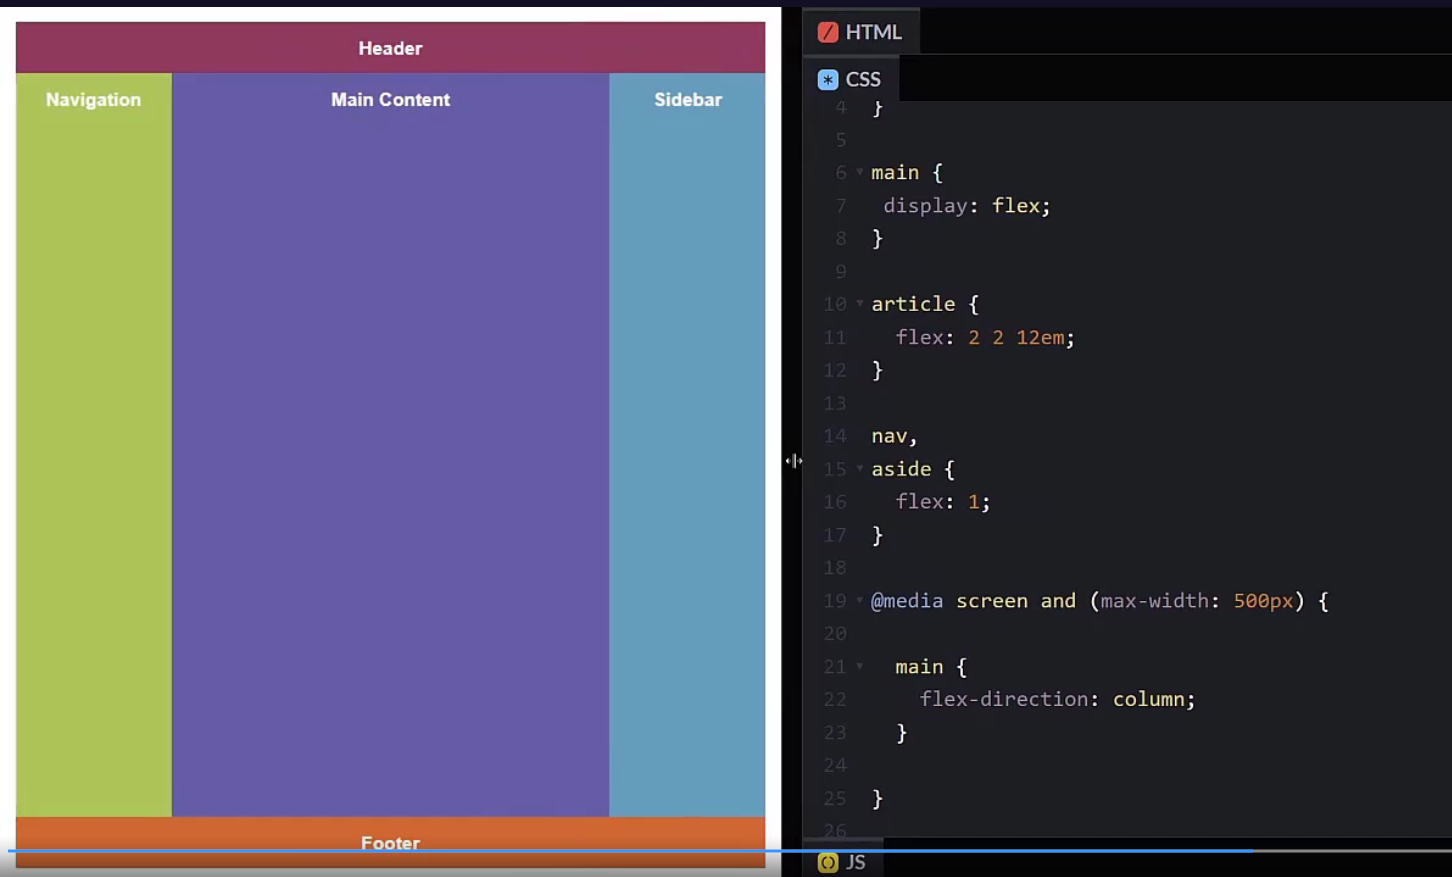 Header
Navigation
Main Content
Sidebar
Footer
HTML
CSS
4 }
5
6 main {
7 display: flex;
8 }
9
10 article {
11 flex: 2 2 12em;
12 }
13
14 nav,
15 aside {
16 flex: 1;
17 }
18
19 @media screen and (max-width: 500px) {
20
21 main {
22 flex-direction: column;
23 }
24
25 }
26
JS